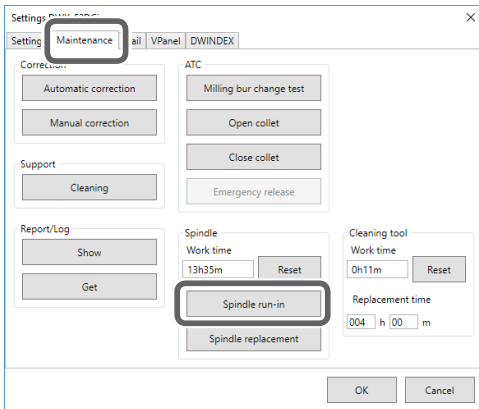 Settings
Setting Maintenance ail VPanel DWINDEX
Correction
Automatic correction
Manual correction
Support
Cleaning
Report/Log
Show
Get
ATC
Milling bur change test
Open collet
Close collet
Emergency release
Spindle
Work time
13h35m Reset
Spindle run-in
Spindle replacement
Cleaning tool
Work time
0h11m Reset
Replacement time
004 h 00 m
OK Cancel